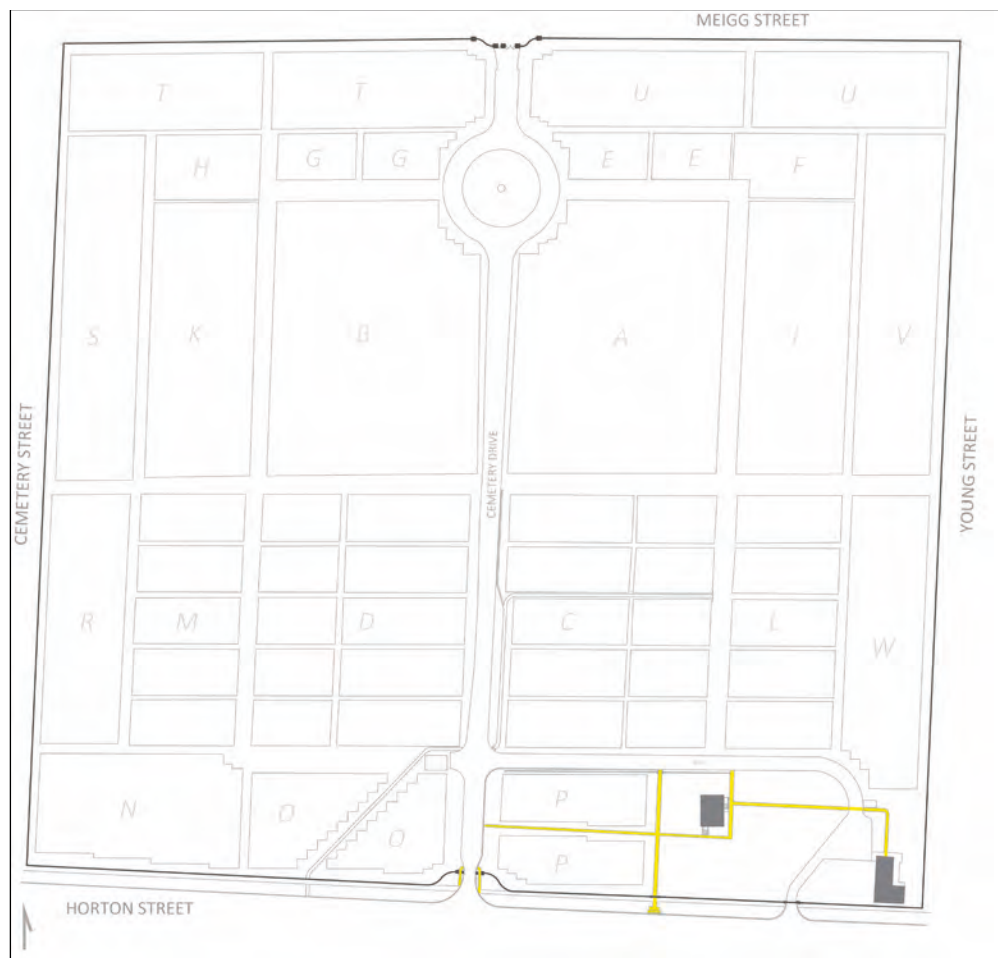 MEIGG STREET
T
T
U
U
H
G
G
E
E
F
S
K
B
A
I
V
CEMETERY STREET
CEMETERY DRIVE
YOUNG STREET
R
M
D
C
L
W
N
O
O
P
P
HORTON STREET